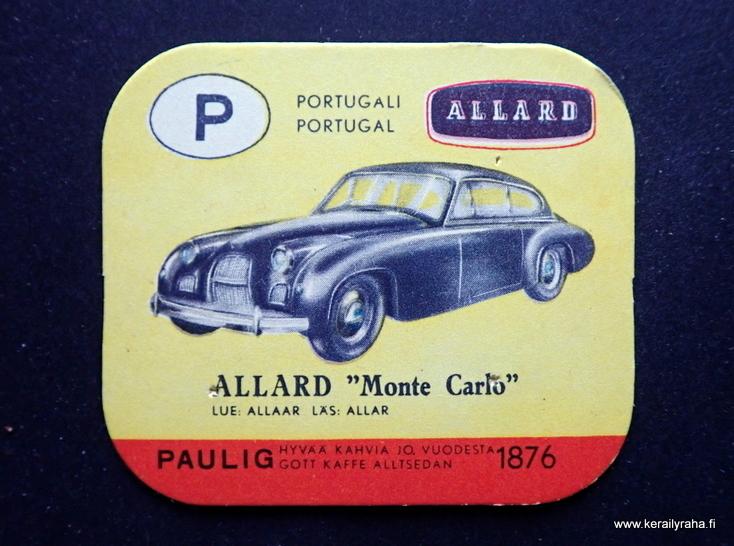 P
PORTUGALI
PORTUGAL
ALLARD
ALLARD "Monte Carlo"
LUE: ALLAAR LÄS: ALLAR
PAULIG
HYVÄÄ KAHVIA JO, VUODESTA
GOTT KAFFE ALLTSEDAN
1876
www.kerailyraha.fi